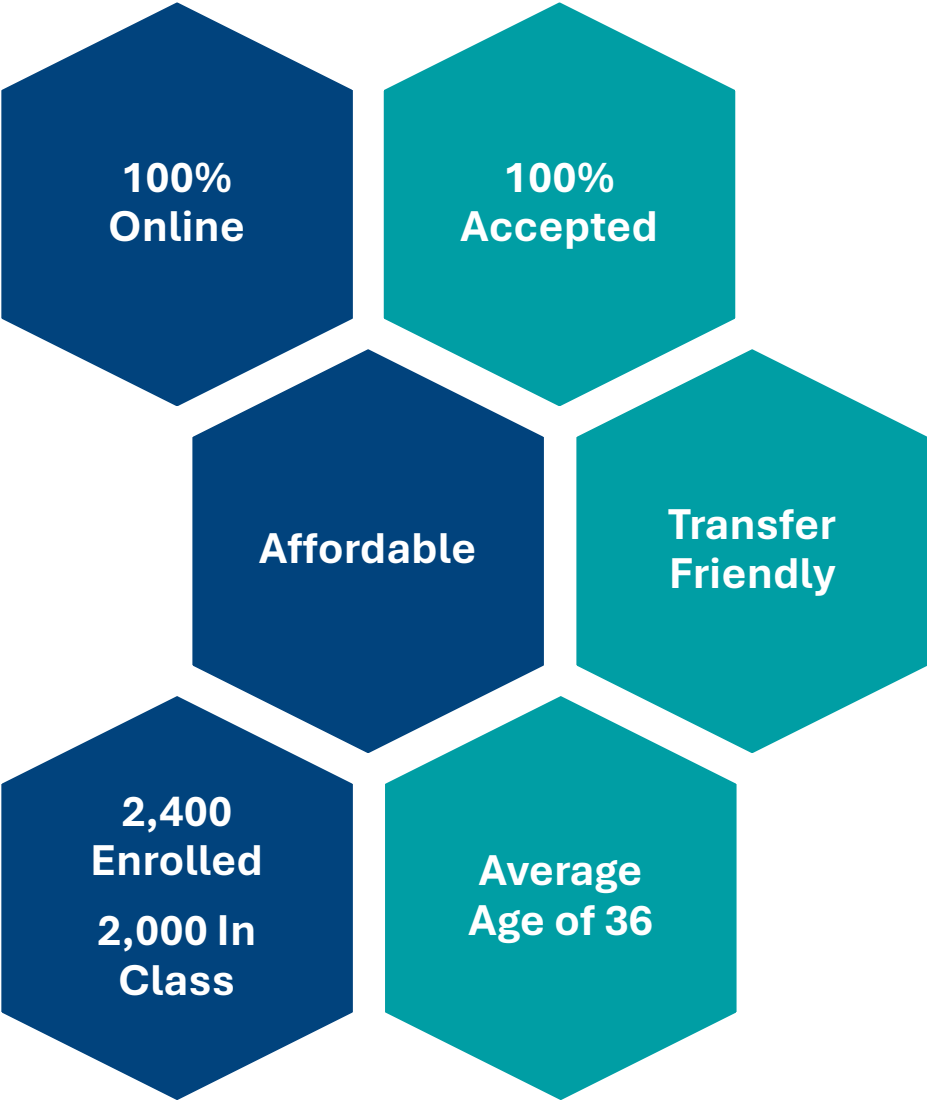 100%
Online
100%
Accepted
Affordable
Transfer
Friendly
2,400
Enrolled
2,000 In
Class
Average
Age of 36